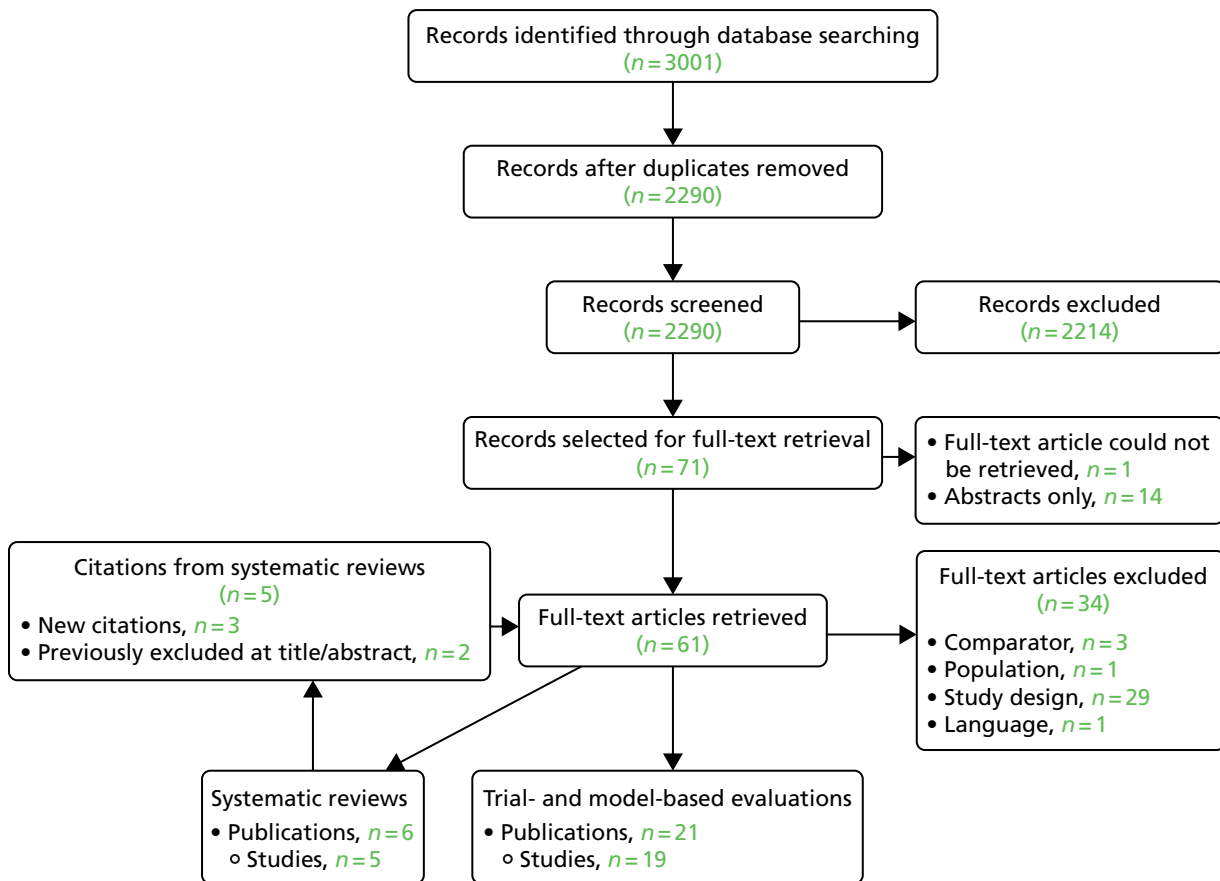 Records identified through database searching
(n=3001)
Records after duplicates removed
(n=2290)
Records screened
(n=2290)
Records excluded
(n=2214)
Records selected for full-text retrieval
(n=71)
• Full-text article could not
be retrieved, n=1
• Abstracts only, n=14
Citations from systematic reviews
(n=5)
• New citations, n=3
• Previously excluded at title/abstract, n=2
Full-text articles retrieved
(n=61)
Full-text articles excluded
(n=34)
• Comparator, n=3
• Population, n=1
• Study design, n=29
• Language, n=1
Systematic reviews
• Publications, n=6
○ Studies, n=5
Trial- and model-based evaluations
• Publications, n=21
○ Studies, n=19